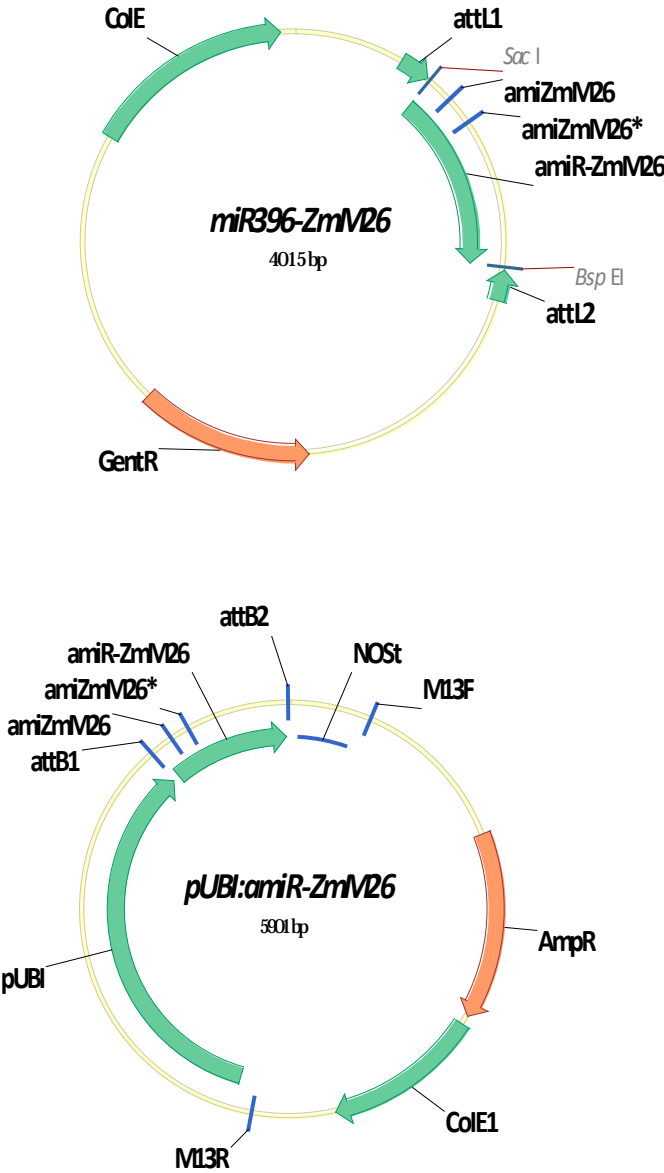 ColE
attL1
Sac I
amiZmM26
amiZmM26*
amiR-ZmM26
miR396-ZmM26
4015 bp
Bsp EI
attL2
GentR
attB2
amiR-ZmM26
NOSt
amiZmM26*
M13F
amiZmM26
attB1
pUBI:amiR-ZmM26
5901 bp
AmpR
pUBI
ColE1
M13R